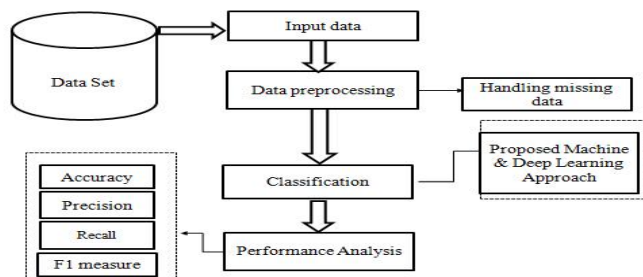 Input data
Data Set
Data preprocessing
Handling missing
data
Proposed Machine
& Deep Learning
Approach
Classification
Accuracy
Precision
Recall
F1 measure
Performance Analysis